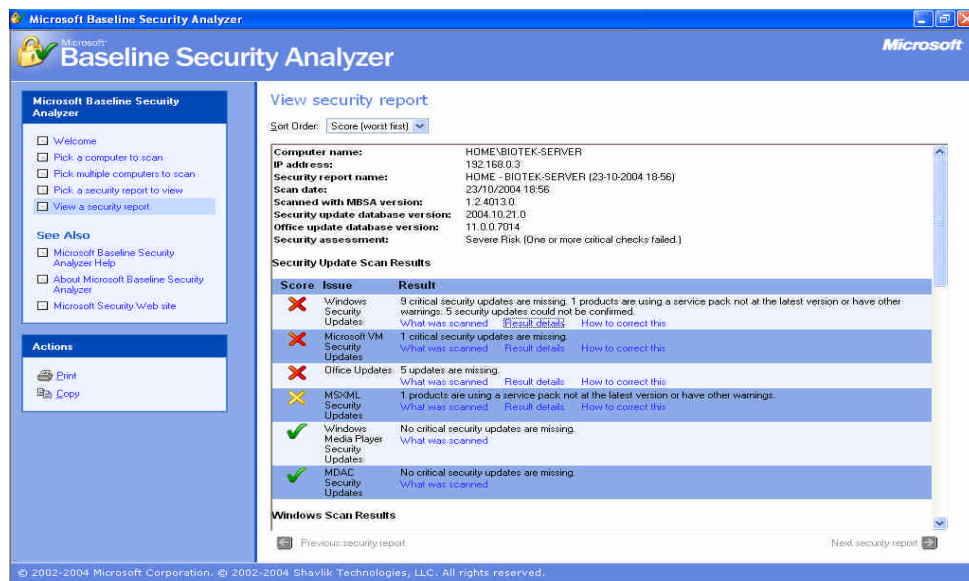 Microsoft Baseline Security Analyzer
Microsoft
Baseline Security Analyzer
Microsoft
Microsoft Baseline Security
Analyzer
Welcome
Pick a computer to scan
Pick multiple computers to scan
Pick a security report to view
View a security report
See Also
Microsoft Baseline Security
Analyzer Help
About Microsoft Baseline Security
Analyzer
Microsoft Security Web site
Actions
Print
Copy
View security report
Sort Order: Score (worst first)
Computer name: HOME\BIOTEK-SERVER
IP address: 192.168.0.3
Security report name: HOME - BIOTEK-SERVER (23-10-2004 18-56)
Scan date: 23/10/2004 18:56
Scanned with MBSA version: 1.2.4013.0
Security update database version: 2004.10.21.0
Office update database version: 11.0.0.7014
Security assessment: Severe Risk (One or more critical checks failed.)
Security Update Scan Results
Score Issue Result
Windows Security Updates
9 critical security updates are missing. 1 products are using a service pack not at the latest version or have other
warnings. 5 security updates could not be confirmed.
What was scanned Result details How to correct this
Microsoft VM Security Updates
1 critical security updates are missing.
What was scanned Result details How to correct this
Office Updates 5 updates are missing.
What was scanned Result details How to correct this
MSXML Security Updates
1 products are using a service pack not at the latest version or have other warnings.
What was scanned Result details How to correct this
Windows Media Player Security Updates
No critical security updates are missing.
What was scanned
MDAC Security Updates
No critical security updates are missing.
What was scanned
Windows Scan Results
Previous security report
Next security report
© 2002-2004 Microsoft Corporation. © 2002-2004 Shavlik Technologies, LLC. All rights reserved.